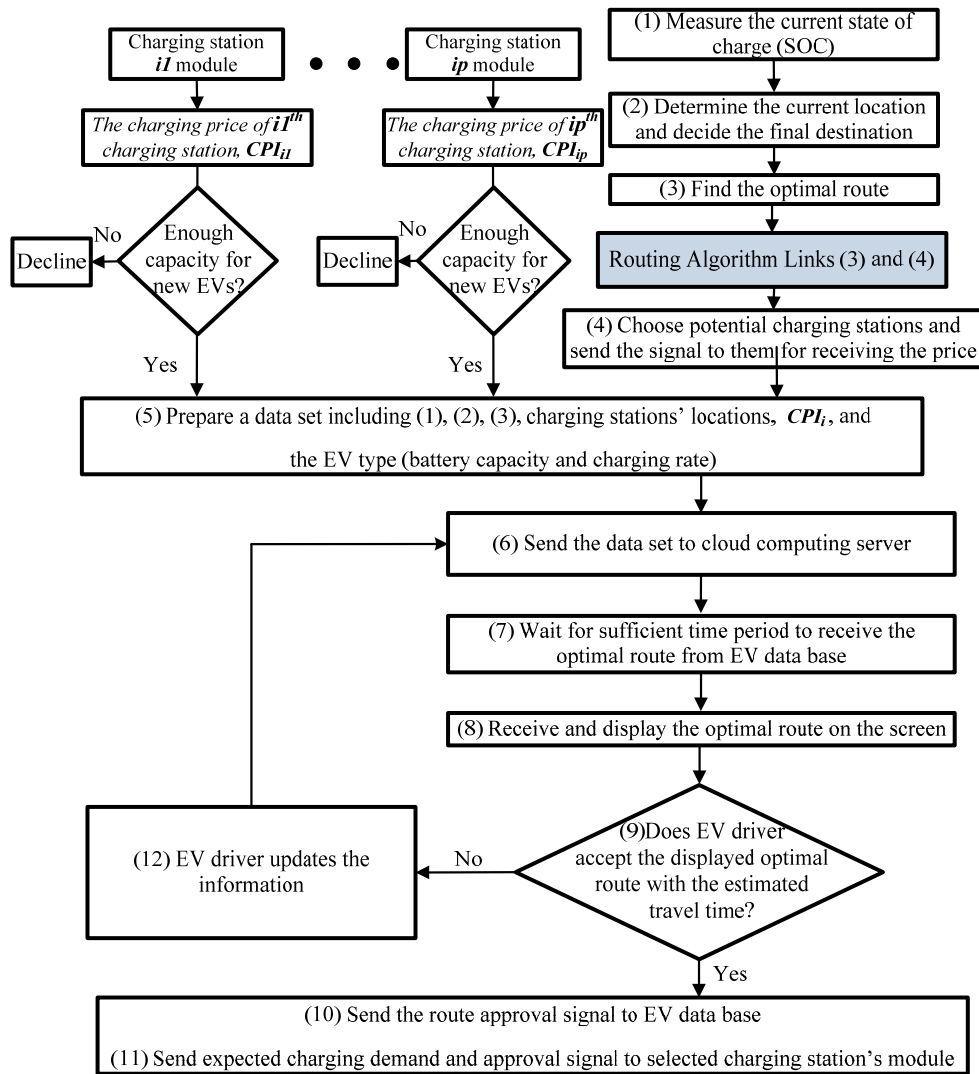 Charging station
i1 module
Charging station
ip module
(1) Measure the current state of
charge (SOC)
The charging price of i1th
charging station, CPIi1
The charging price of ipth
charging station, CPIip
(2) Determine the current location
and decide the final destination
(3) Find the optimal route
Enough
capacity for
new EVs?
No
Decline
Yes
Enough
capacity for
new EVs?
No
Decline
Yes
Routing Algorithm Links (3) and (4)
(4) Choose potential charging stations and
send the signal to them for receiving the price
(5) Prepare a data set including (1), (2), (3), charging stations' locations, CPIi, and
the EV type (battery capacity and charging rate)
(6) Send the data set to cloud computing server
(7) Wait for sufficient time period to receive the
optimal route from EV data base
(8) Receive and display the optimal route on the screen
(9)Does EV driver
accept the displayed optimal
route with the estimated
travel time?
No
(12) EV driver updates the
information
Yes
(10) Send the route approval signal to EV data base
(11) Send expected charging demand and approval signal to selected charging station's module